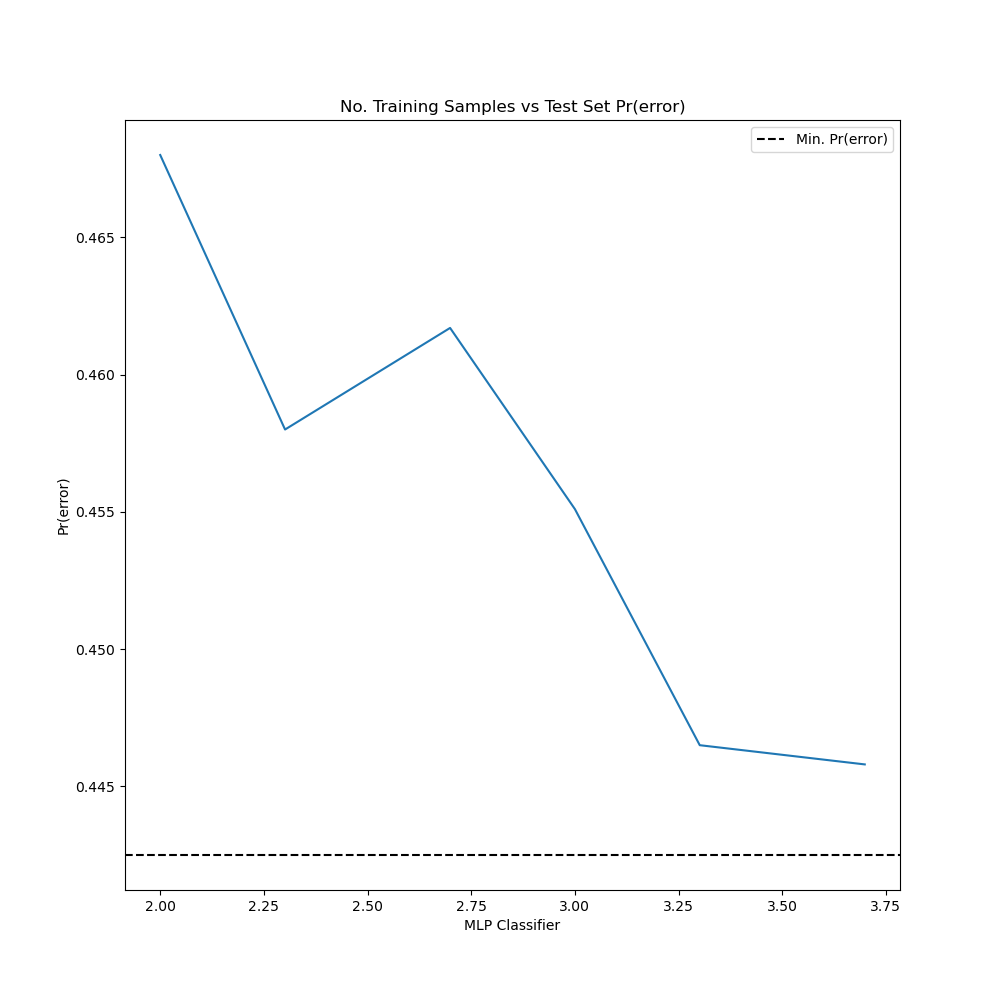 No. Training Samples vs Test Set Pr(error)
Min. Pr(error)
0.465
0.460
0.455
0.450
0.445
Pr(error)
2.00 2.25 2.50 2.75 3.00 3.25 3.50 3.75
MLP Classifier